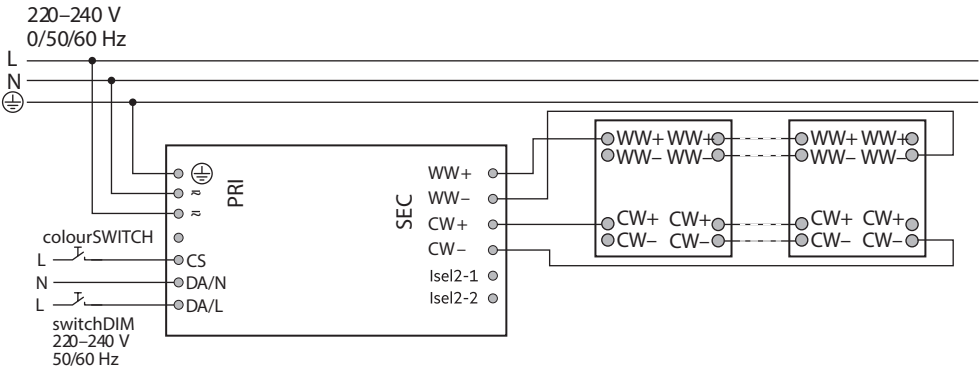 220–240 V
0/50/60 Hz
L
N
PRI
≂
≂
colourSWITCH
L
CS
N
DA/N
L
DA/L
switchDIM
220–240 V
50/60 Hz
SEC
WW+
WW–
CW+
CW–
Isel2-1
Isel2-2
WW+ WW+
WW– WW–
CW+ CW+
CW– CW–
WW+ WW+
WW– WW–
CW+ CW+
CW– CW–